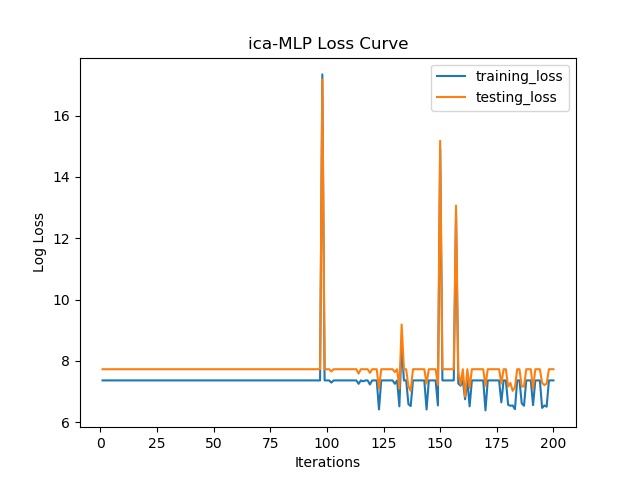 ica-MLP Loss Curve
training_loss
testing_loss
Log Loss
16
14
12
10
8
6
0 25 50 75 100 125 150 175 200
Iterations